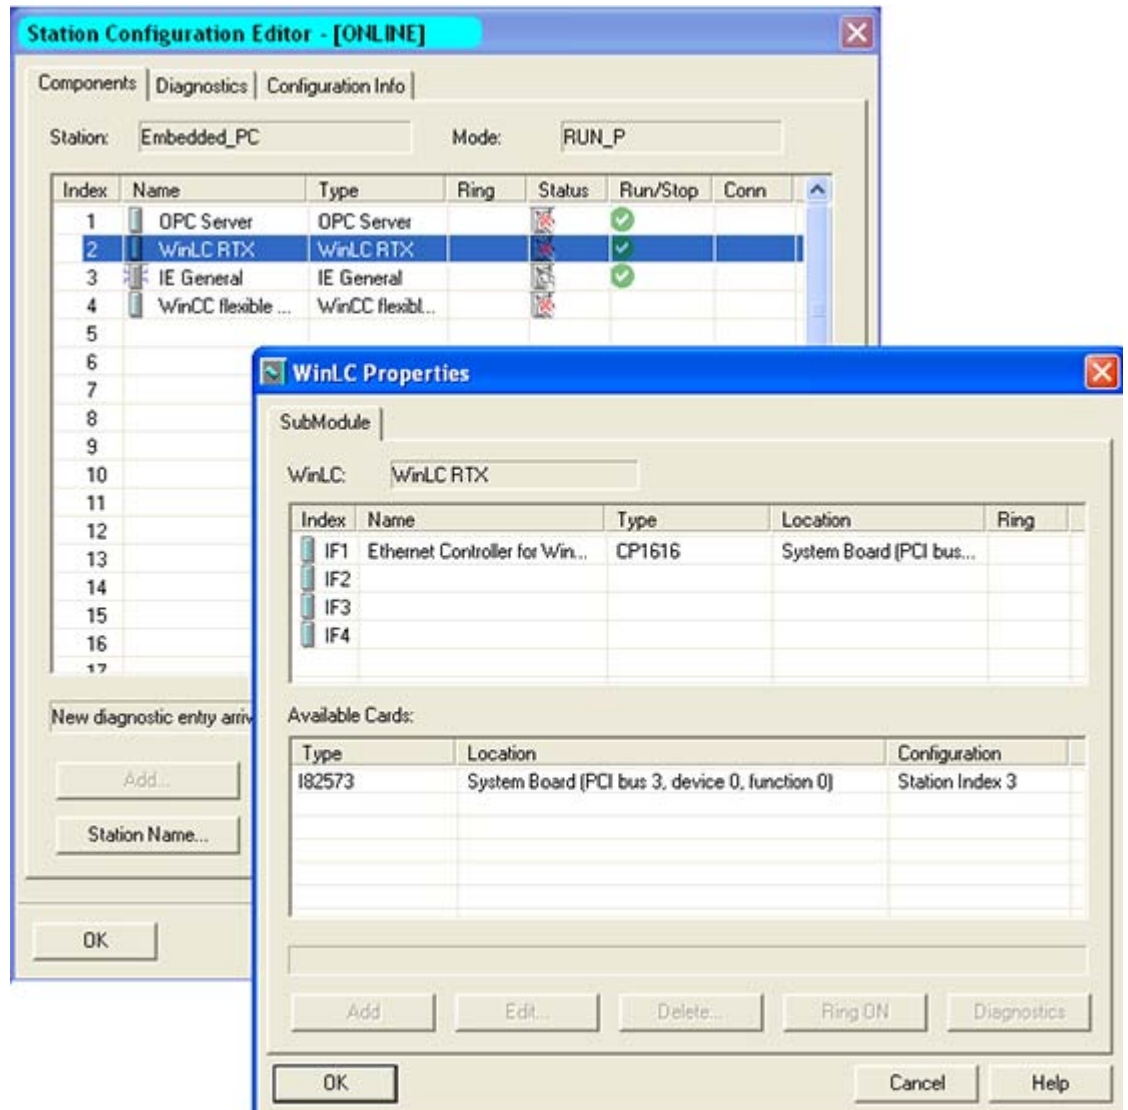 Station Configuration Editor - [ONLINE]
Components Diagnostics Configuration Info
Station: Embedded_PC Mode: RUN_P
Index Name Type Ring Status Run/Stop Conn
1 OPC Server OPC Server
2 WinLC RTX WinLC RTX
3 IE General IE General
4 WinCC flexible ... WinCC flexibl...
5
6
7
8
9
10
11
12
13
14
15
16
17
New diagnostic entry arriv
Add...
Station Name...
OK
WinLC Properties
SubModule
WinLC: WinLC RTX
Index Name Type Location Ring
IF1 Ethernet Controller for Win... CP1616 System Board (PCI bus...
IF2
IF3
IF4
Available Cards:
Type Location Configuration
I82573 System Board (PCI bus 3, device 0, function 0) Station Index 3
Add Edit... Delete... Ring ON Diagnostics
OK Cancel Help